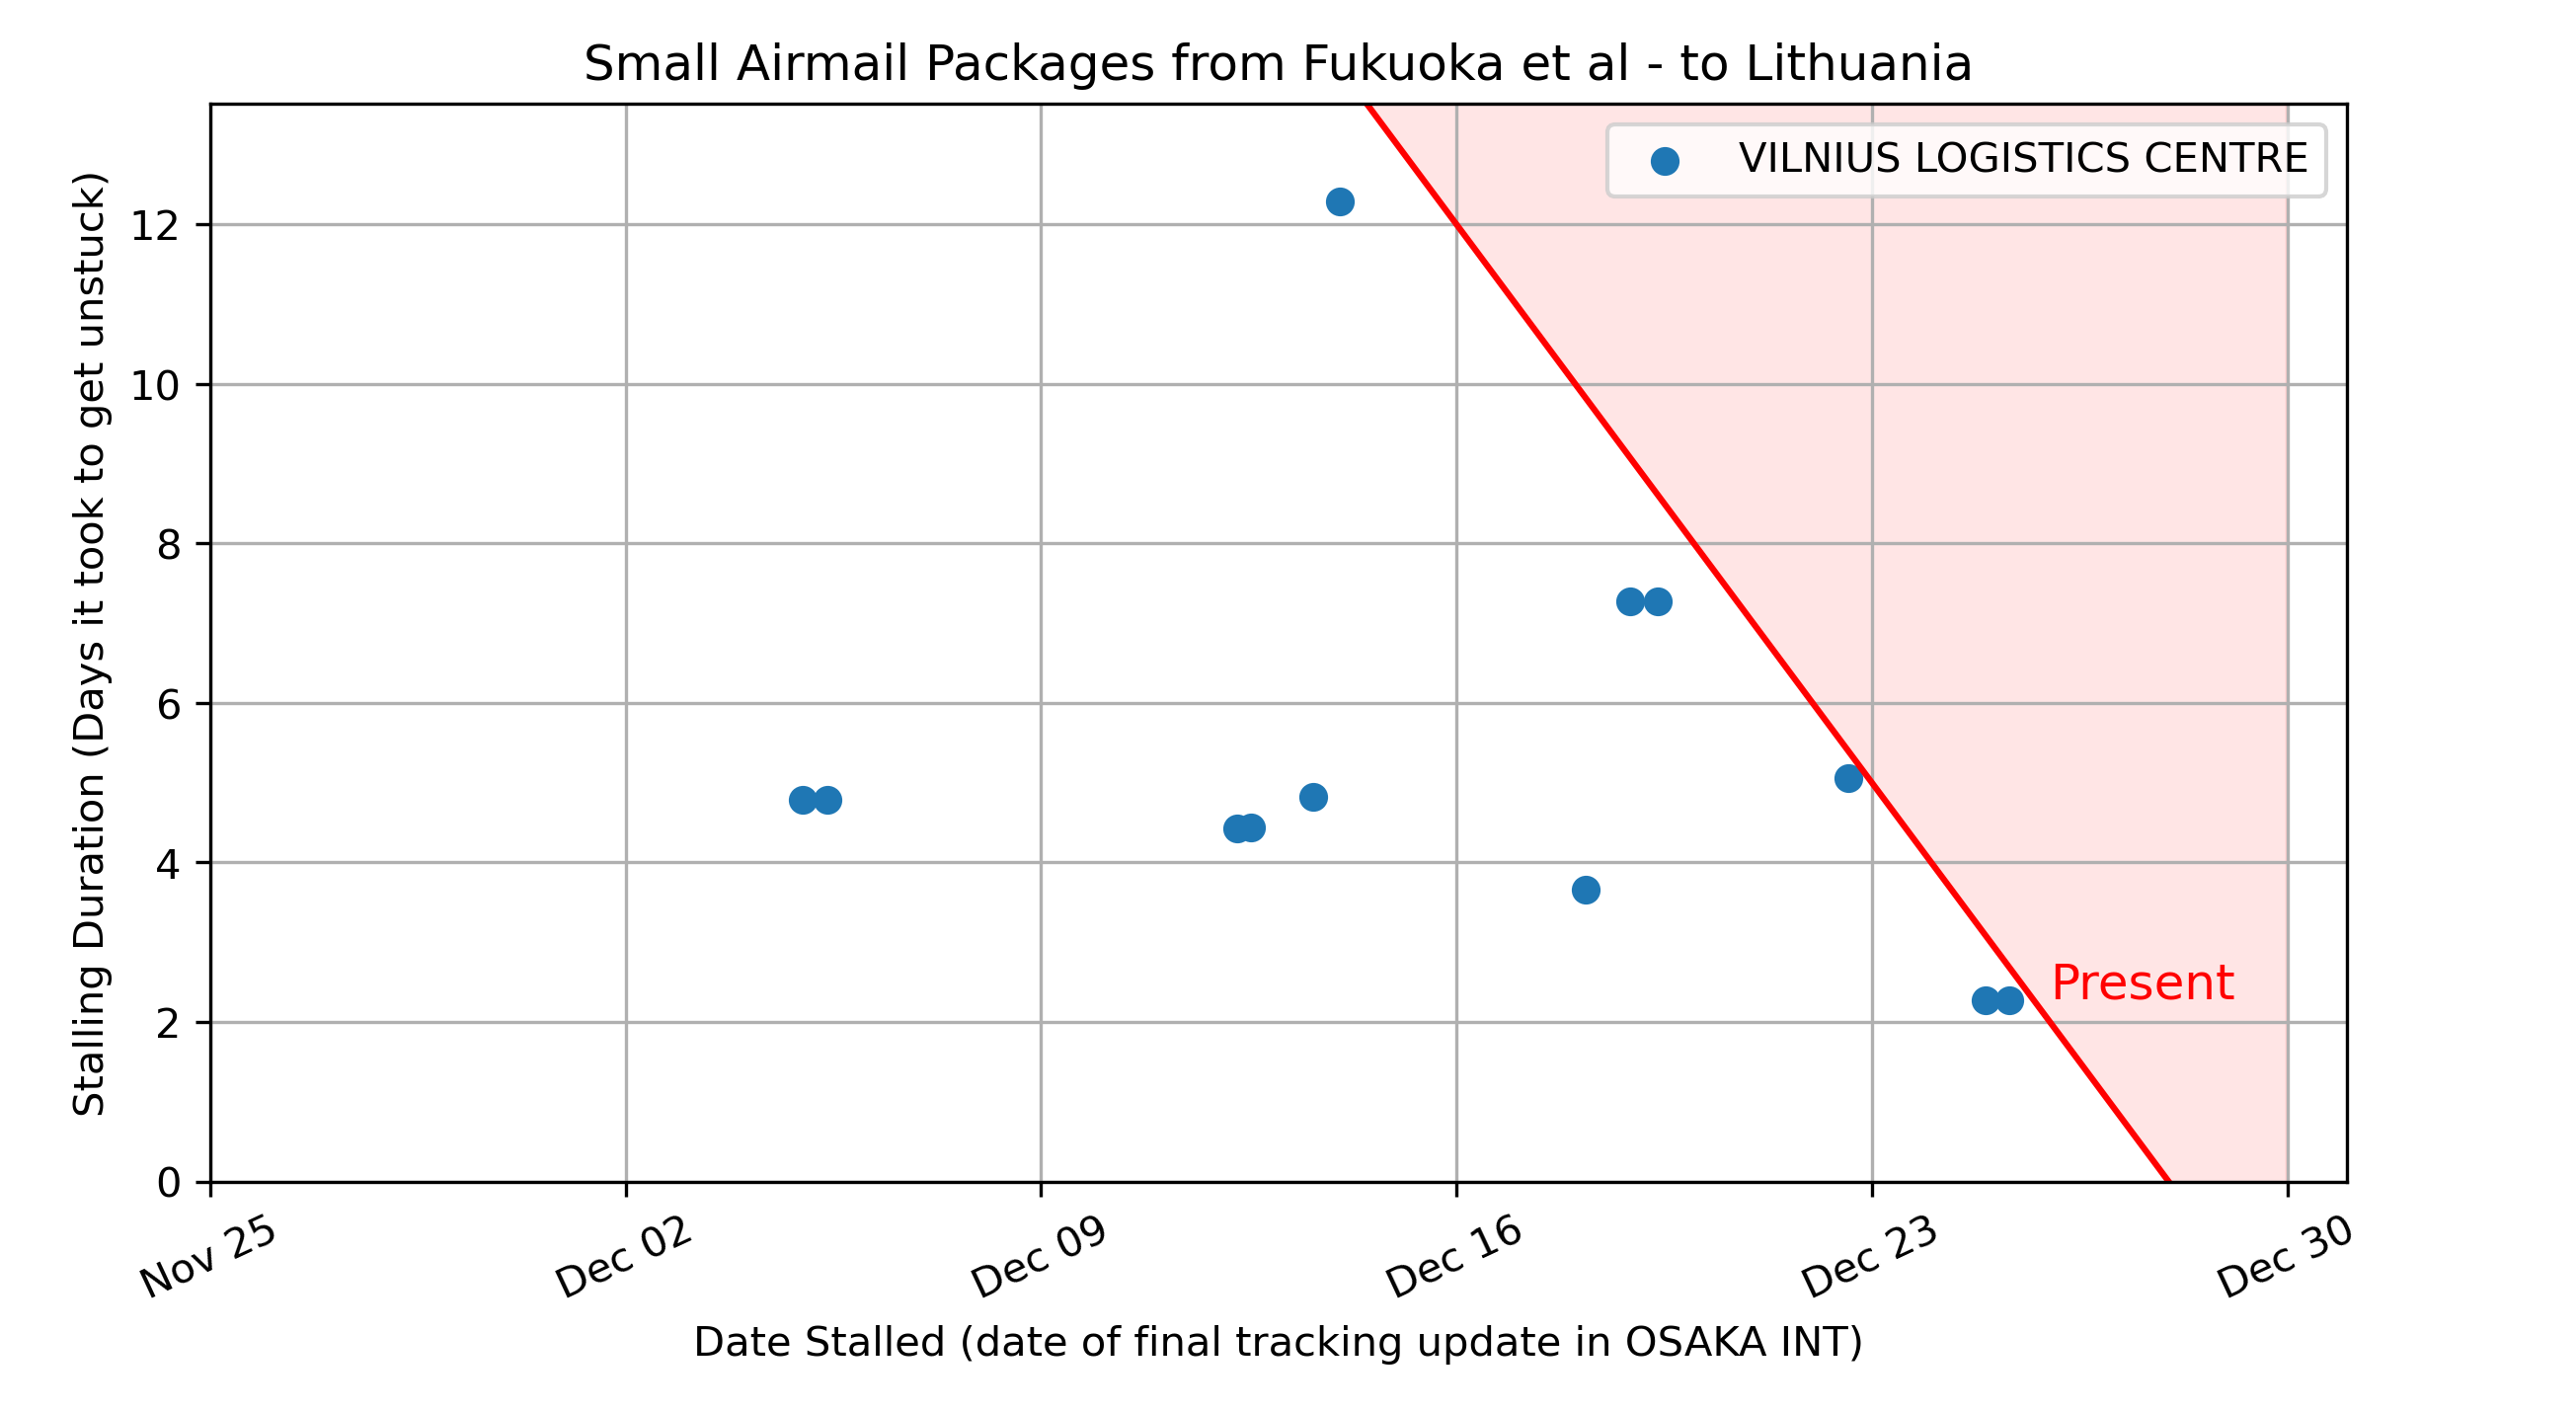 Small Airmail Packages from Fukuoka et al - to Lithuania
VILNIUS LOGISTICS CENTRE
Stalling Duration (Days it took to get unstuck)
12
10
8
6
4
2
0
Present
Nov 25
Dec 02
Dec 09
Dec 16
Dec 23
Dec 30
Date Stalled (date of final tracking update in OSAKA INT)